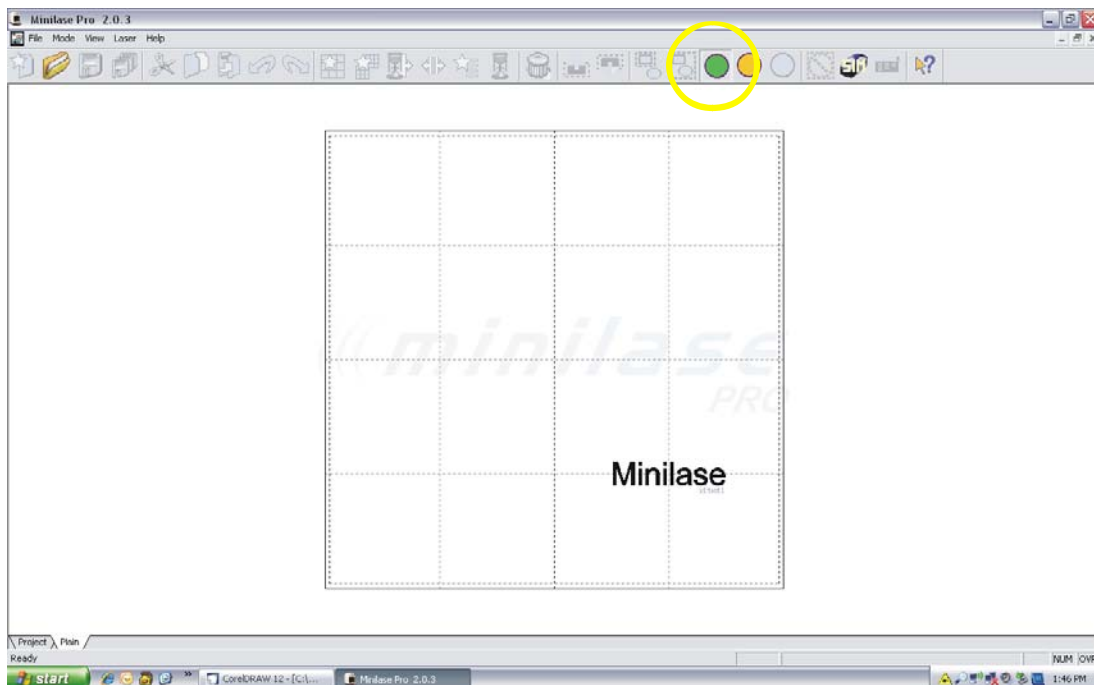 Minilase Pro 2.0.3
File Mode View Laser Help
minilase
PRO
Minilase
Project Plain
Ready
NUM OVR
start
CorelDRAW 12 - [C:\...
Minilase Pro 2.0.3
1:46 PM